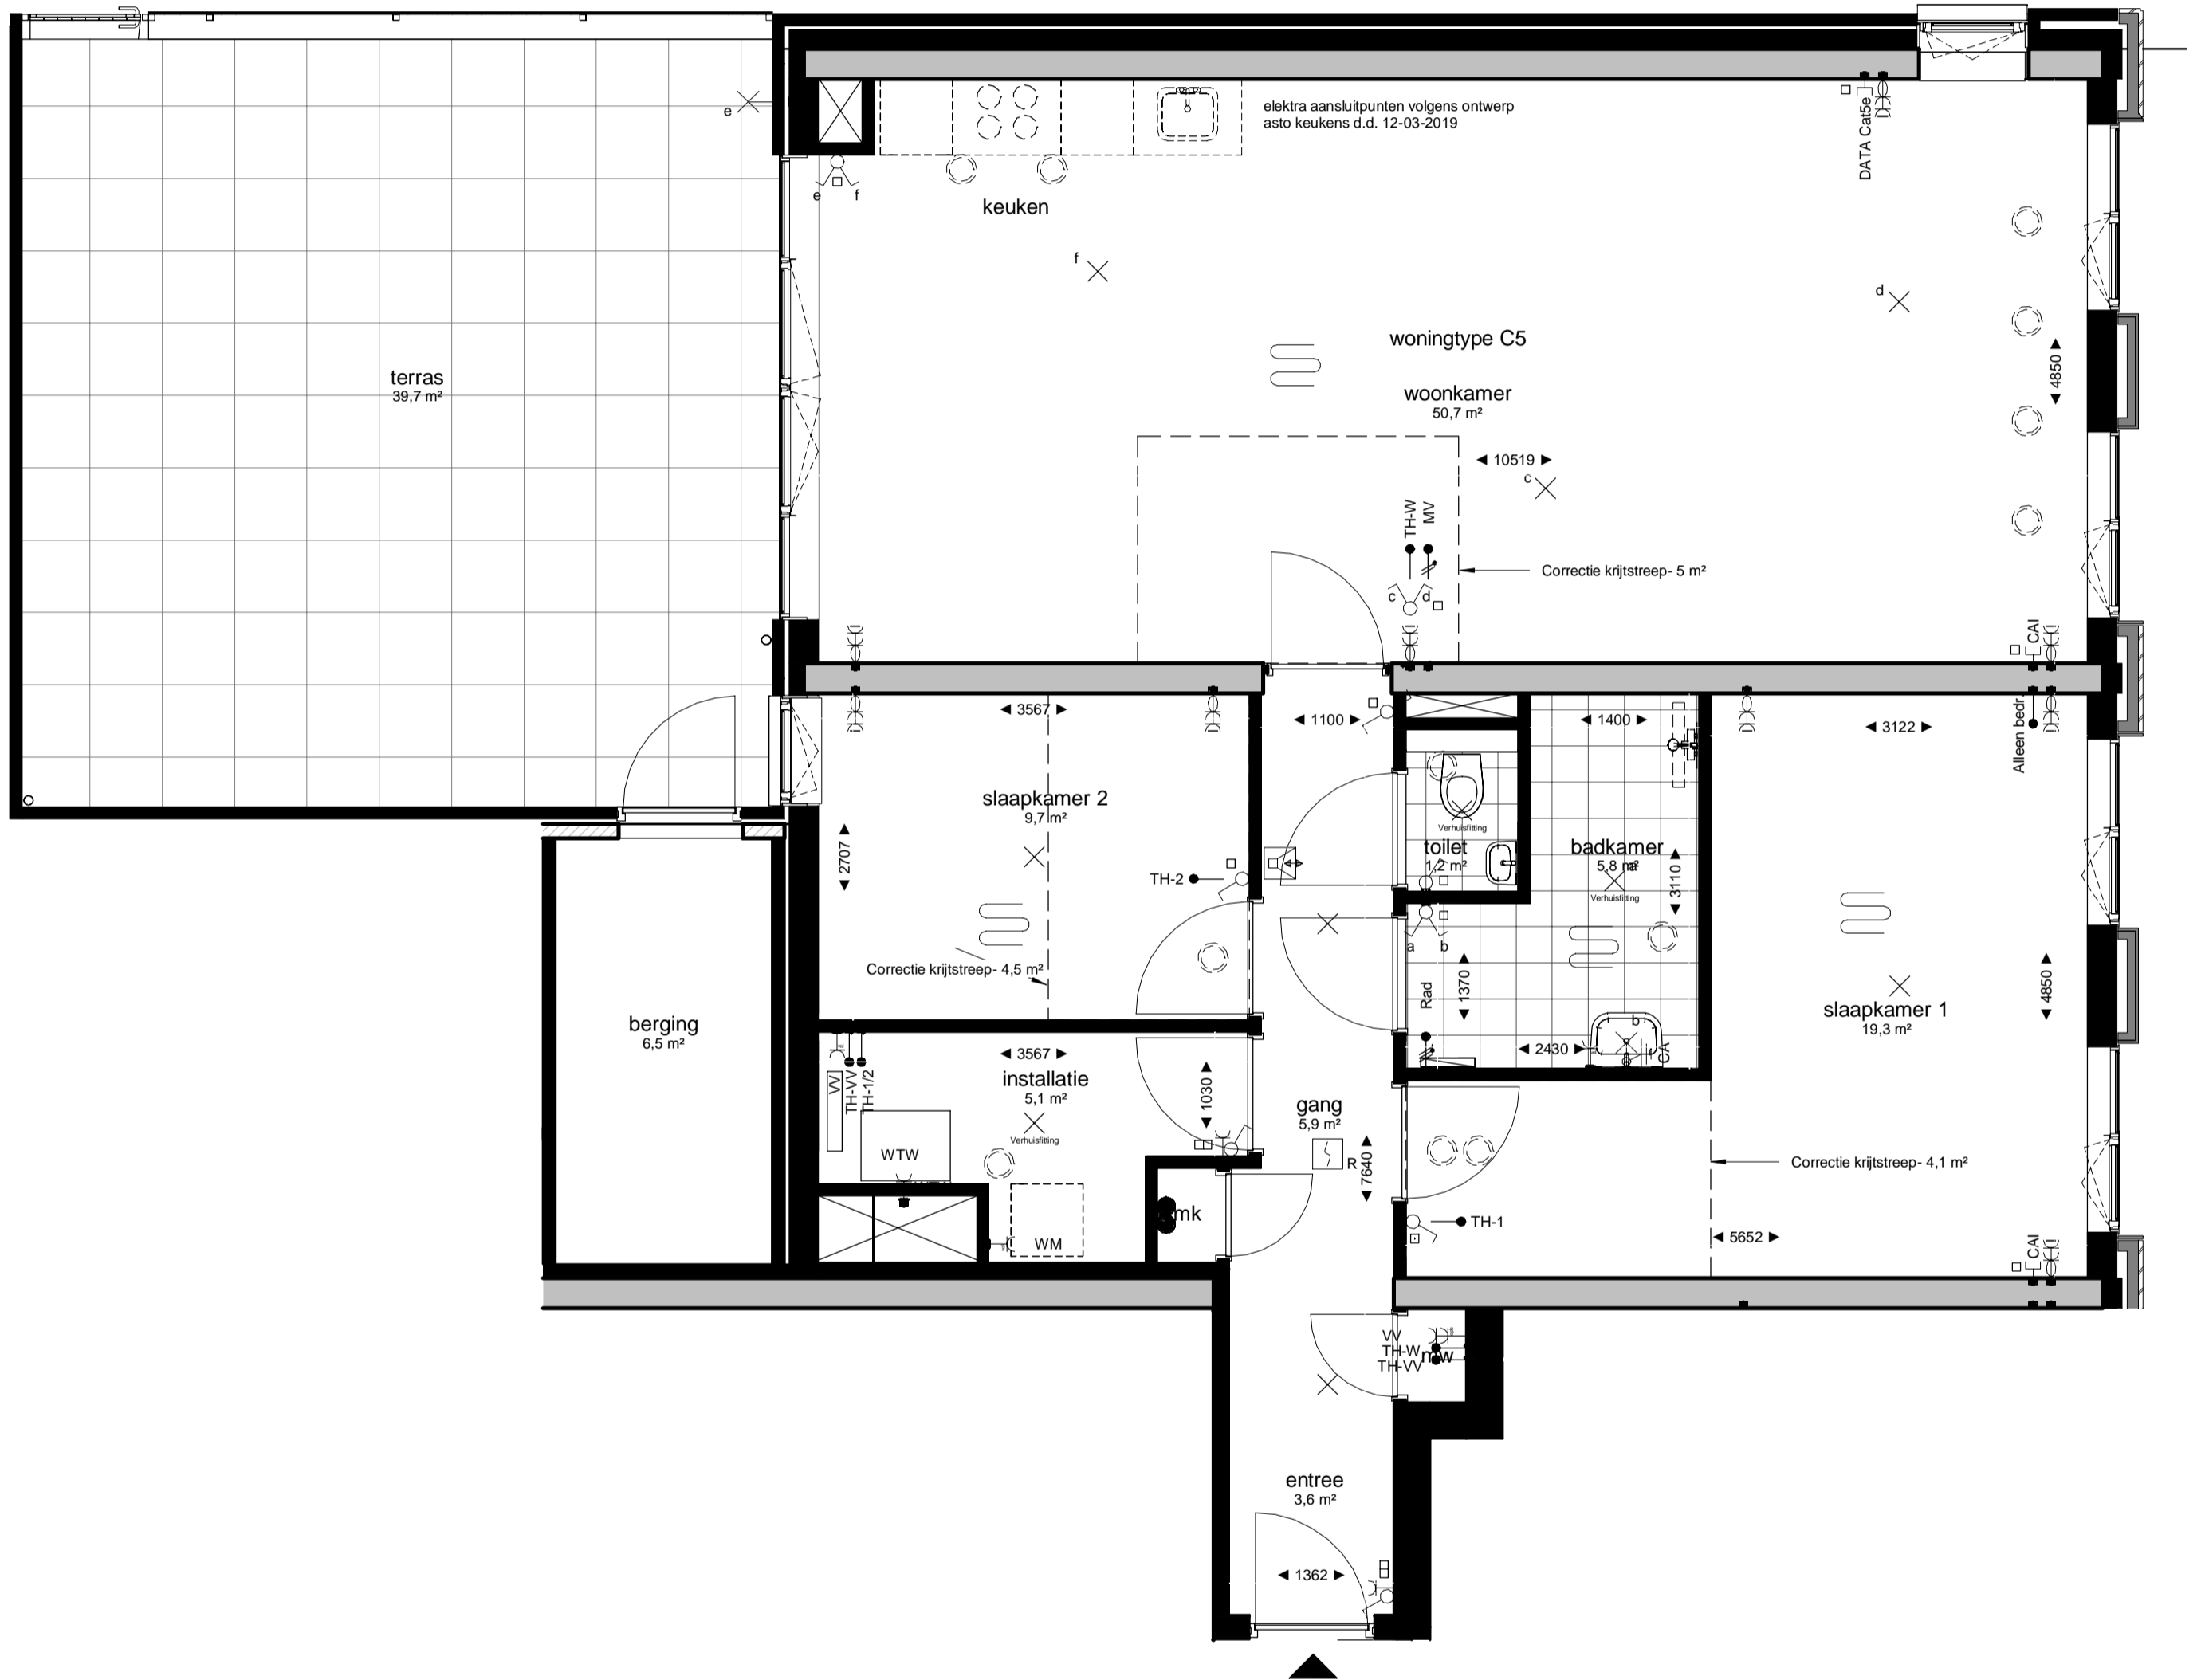 elektra aansluitpunten volgens ontwerp
asto keukens d.d. 12-03-2019
DATA Cat5e
e
e
f
keuken
f
d
woningtype C5
woonkamer
50,7 m²
4850
terras
39,7 m²
10519
c
TH-W
MV
Correctie krijtstreep- 5 m²
c
d
CAI
3567
1100
1400
3122
Alleen bedr.
slaapkamer 2
9,7 m²
2707
TH-2
Verhuisfitting
toilet
1,2 m²
badkamer
5,8 m²
a
3110
Verhuisfitting
a
b
Correctie krijtstreep- 4,5 m²
Rad
1370
4850
slaapkamer 1
19,3 m²
berging
6,5 m²
b
2430
CA
3567
installatie
5,1 m²
1030
VV
TH-VV
TH-1/2
Verhuisfitting
gang
5,9 m²
WTW
R
7640
Correctie krijtstreep- 4,1 m²
mk
TH-1
WM
5652
CAI
VV
TH-W
TH-VV
mw
entree
3,6 m²
1362